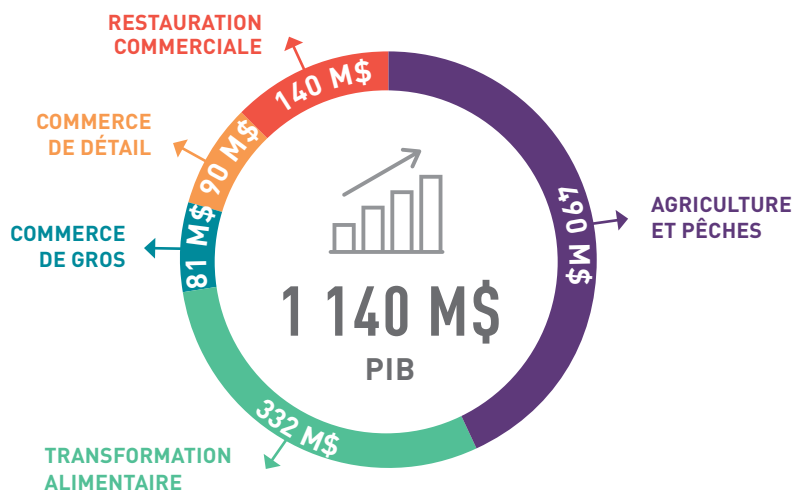 RESTAURATION
COMMERCIALE
140 M$
COMMERCE
DE DÉTAIL
90 M$
COMMERCE
DE GROS
81 M$
AGRICULTURE
ET PÊCHES
490 M$
1 140 M$
PIB
332 M$
TRANSFORMATION
ALIMENTAIRE